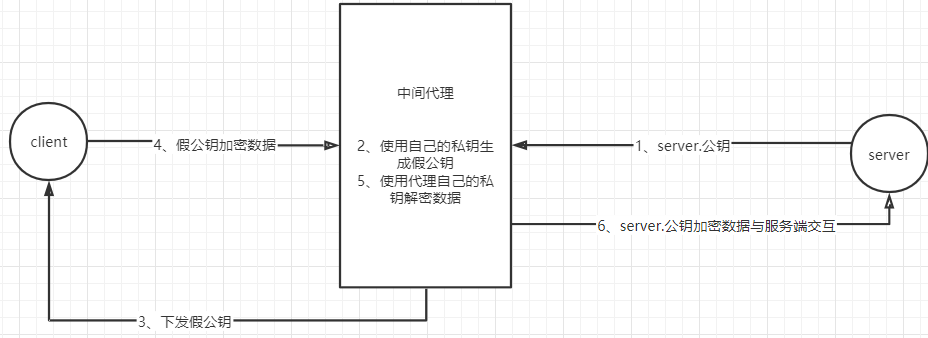 中间代理
client
4、假公钥加密数据
2、使用自己的私钥生
成假公钥
5、使用代理自己的私
钥解密数据
1、server.公钥
server
6、server.公钥加密数据与服务端交互
3、下发假公钥